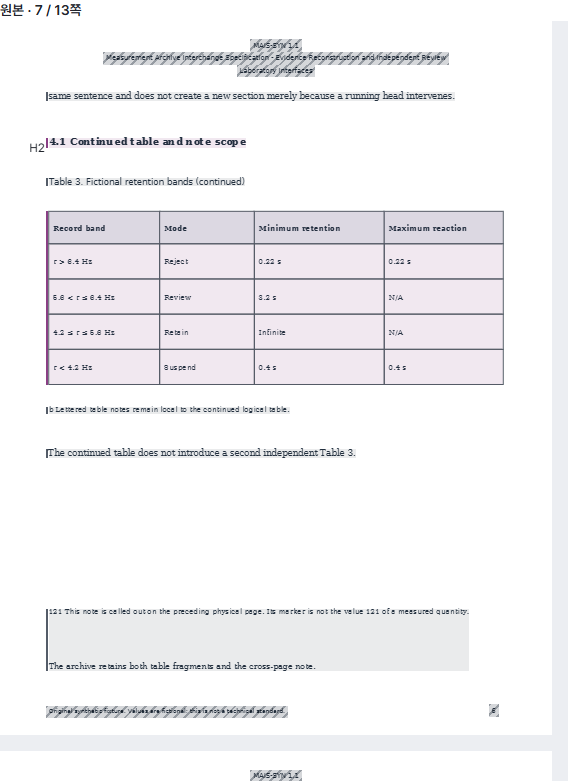 원본 · 7 / 13쪽
MAIS-SYN 1.1
Measurement Archive Interchange Specification - Evidence Reconstruction and Independent Review
Laboratory Interfaces
same sentence and does not create a new section merely because a running head intervenes.
H2 4.1 Continued table and note scope
Table 3. Fictional retention bands (continued)
Record band Mode Minimum retention Maximum reaction
r > 6.4 Hz Reject 0.22 s 0.22 s
5.6 < r ≤ 6.4 Hz Review 3.2 s N/A
4.2 ≤ r ≤ 5.6 Hz Retain Infinite N/A
r < 4.2 Hz Suspend 0.4 s 0.4 s
b Lettered table notes remain local to the continued logical table.
The continued table does not introduce a second independent Table 3.
121 This note is called out on the preceding physical page. Its marker is not the value 121 of a measured quantity.
The archive retains both table fragments and the cross-page note.
Original synthetic fixture. Values are fictional; this is not a technical standard.
6
MAIS-SYN 1.1